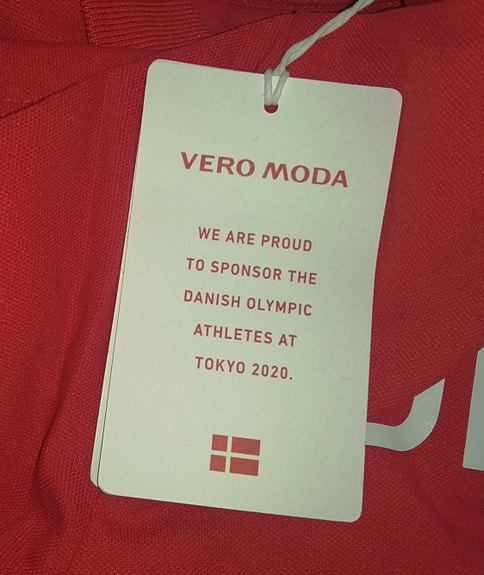 VERO MODA
WE ARE PROUD
TO SPONSOR THE
DANISH OLYMPIC
ATHLETES AT
TOKYO 2020.